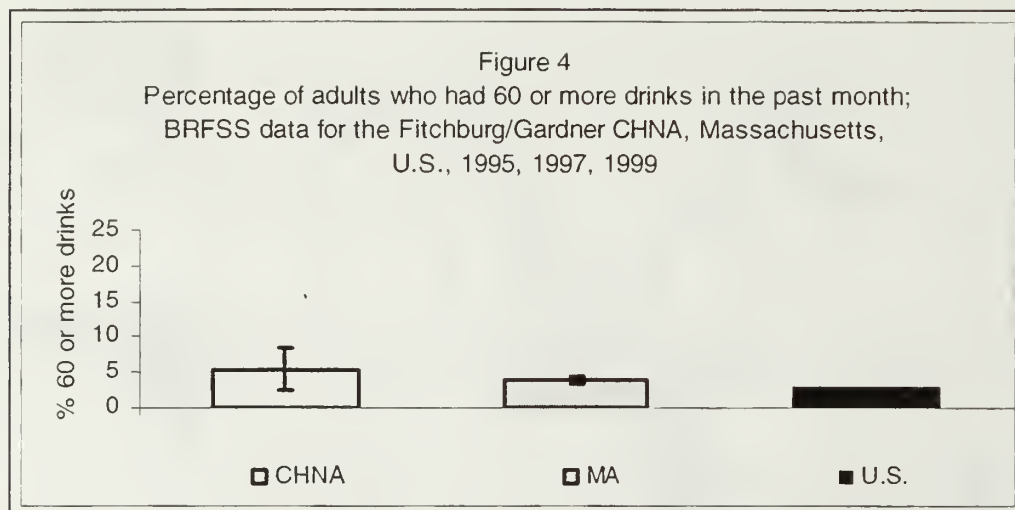 Figure 4
Percentage of adults who had 60 or more drinks in the past month;
BRFSS data for the Fitchburg/Gardner CHNA, Massachusetts,
U.S., 1995, 1997, 1999
% 60 or more drinks
25
20
15
10
5
0
CHNA MA U.S.